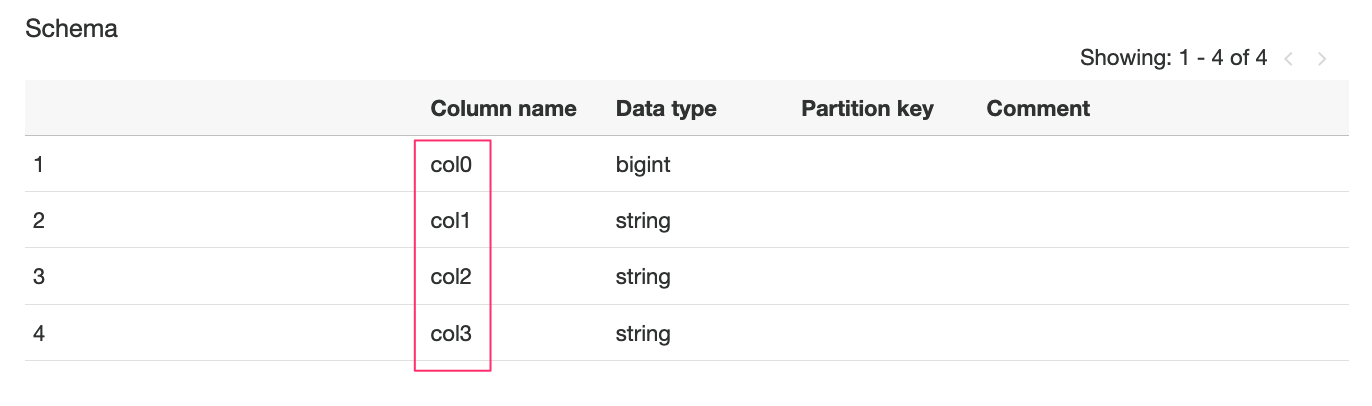 Schema
Showing: 1 - 4 of 4 < >
Column name Data type Partition key Comment
1 col0 bigint
2 col1 string
3 col2 string
4 col3 string